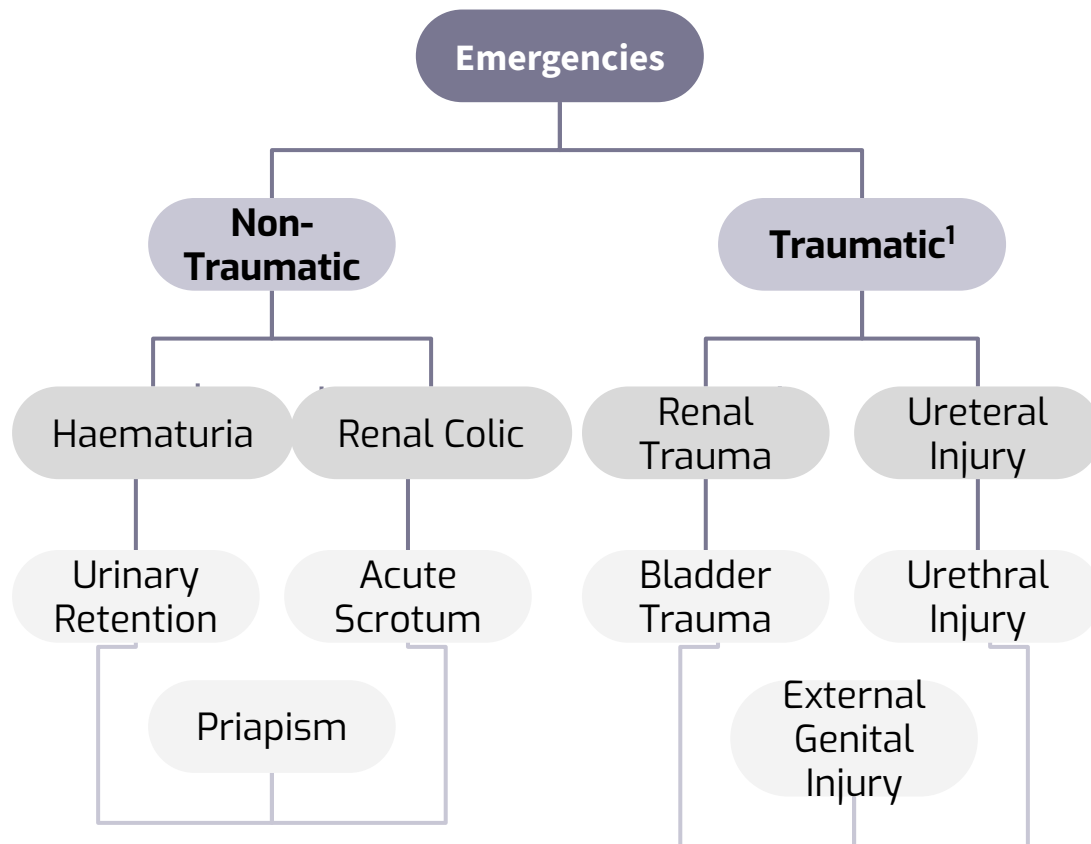 Emergencies
Non-
Traumatic
Traumatic¹
Haematuria
Renal Colic
Renal
Trauma
Ureteral
Injury
Urinary
Retention
Acute
Scrotum
Bladder
Trauma
Urethral
Injury
Priapism
External
Genital
Injury